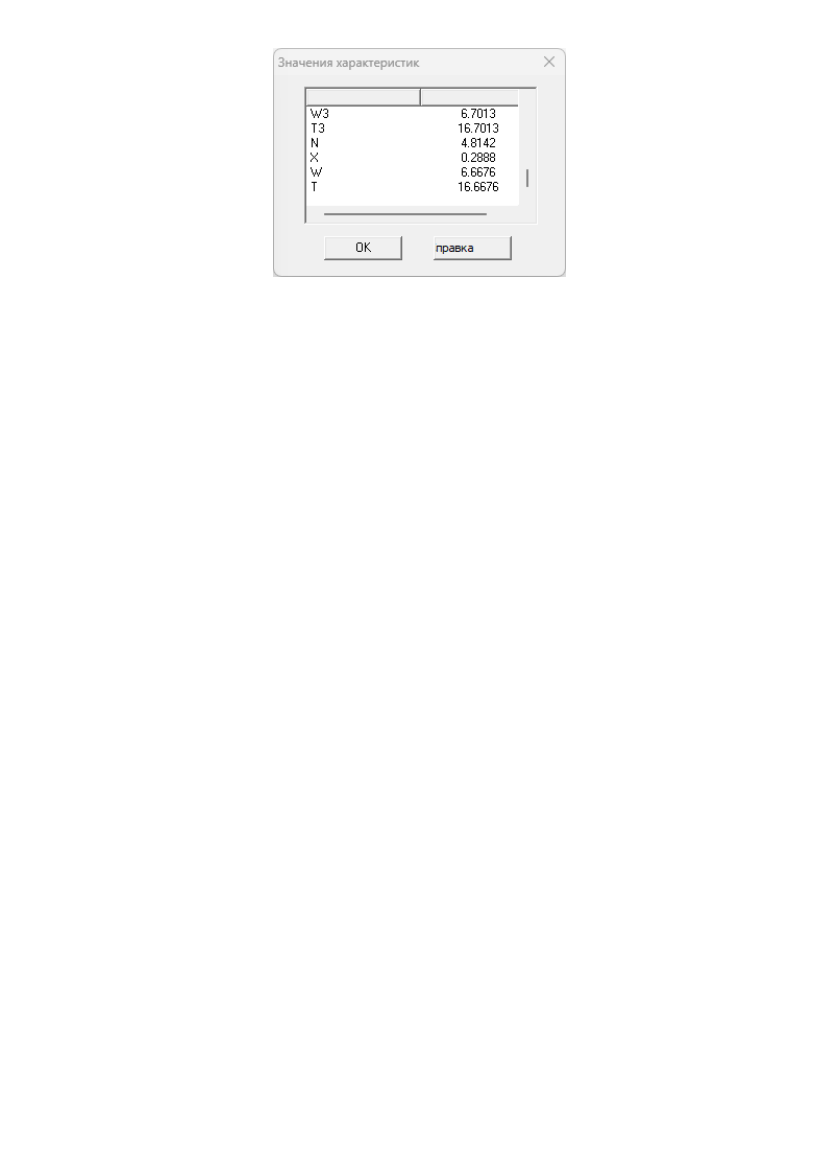 Значения характеристик
W3 6.7013
T3 16.7013
N 4.8142
X 0.2888
W 6.6676
T 16.6676
OK правка